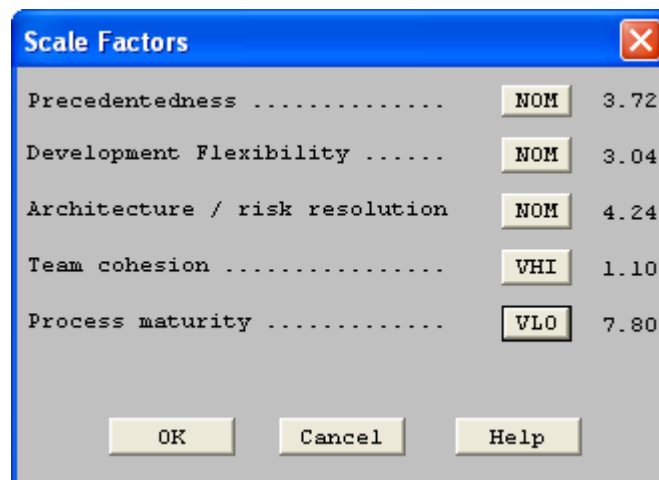 Scale Factors
Precedentedness .............. NOM 3.72
Development Flexibility ...... NOM 3.04
Architecture / risk resolution NOM 4.24
Team cohesion ................ VHI 1.10
Process maturity ............. VLO 7.80
OK Cancel Help